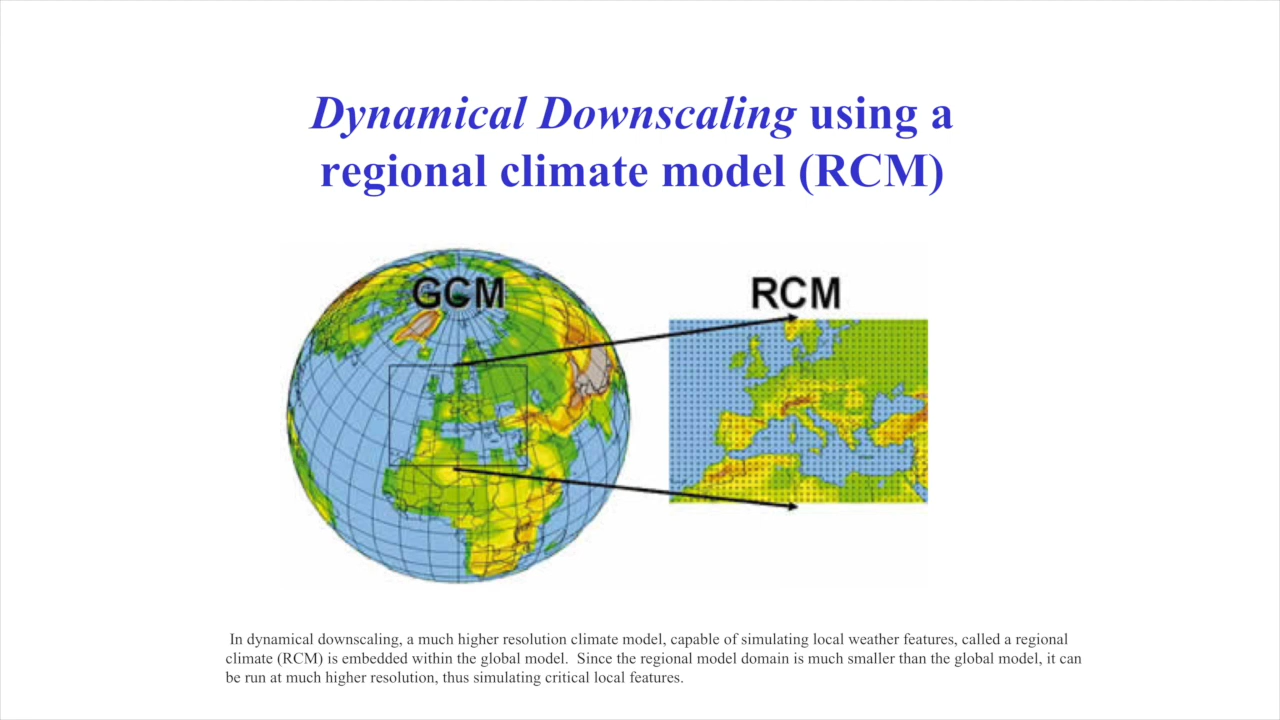 Dynamical Downscaling using a
regional climate model (RCM)
GCM
RCM
In dynamical downscaling, a much higher resolution climate model, capable of simulating local weather features, called a regional
climate (RCM) is embedded within the global model.  Since the regional model domain is much smaller than the global model, it can
be run at much higher resolution, thus simulating critical local features.